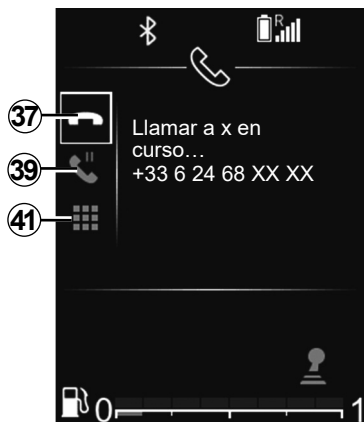 R
37
Llamar a x en
curso...
+33 6 24 68 XX XX
39
41
0
1